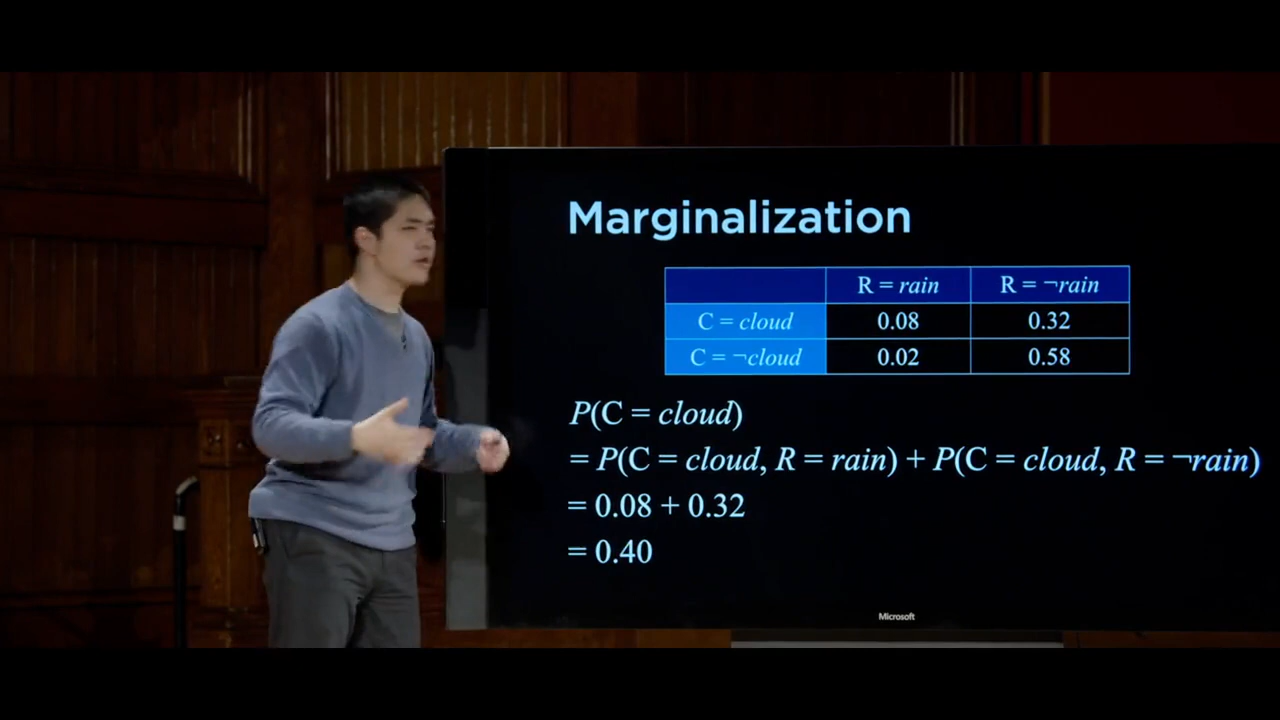 Marginalization
R = rain R = ¬rain
C = cloud 0.08 0.32
C = ¬cloud 0.02 0.58
P(C = cloud)
= P(C = cloud, R = rain) + P(C = cloud, R = ¬rain)
= 0.08 + 0.32
= 0.40
Microsoft